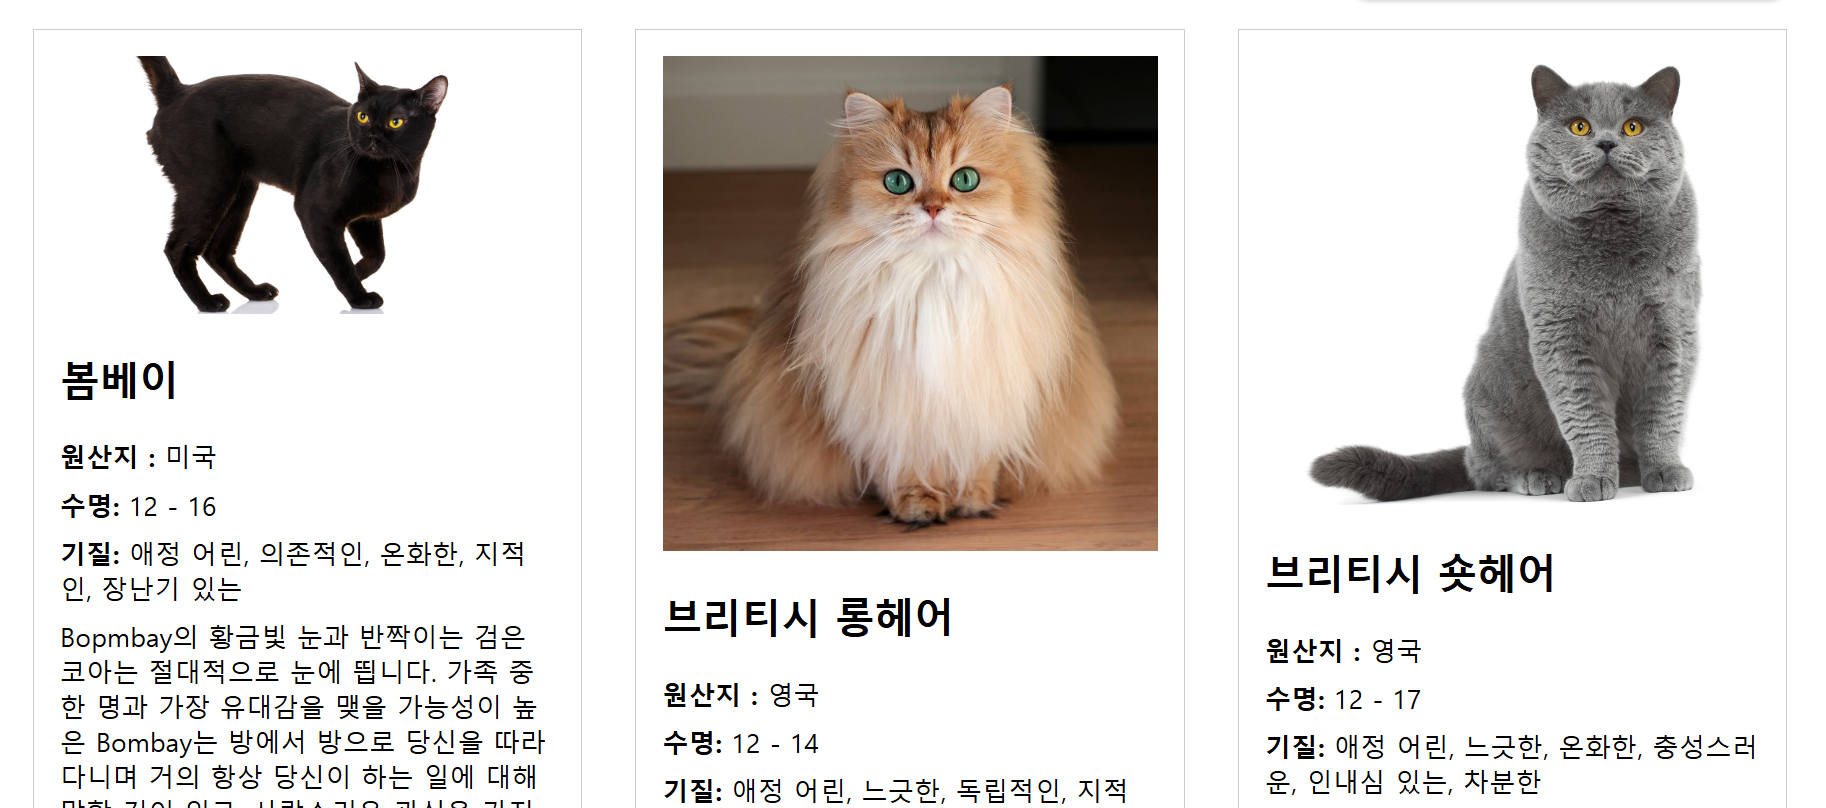 봄베이
원산지 : 미국
수명: 12 - 16
기질: 애정 어린, 의존적인, 온화한, 지적
인, 장난기 있는
Bopmbay의 황금빛 눈과 반짝이는 검은
코아는 절대적으로 눈에 띕니다. 가족 중
한 명과 가장 유대감을 맺을 가능성이 높
은 Bombay는 방에서 방으로 당신을 따라
다니며 거의 항상 당신이 하는 일에 대해
브리티시 롱헤어
원산지 : 영국
수명: 12 - 14
기질: 애정 어린, 느긋한, 독립적인, 지적
브리티시 숏헤어
원산지 : 영국
수명: 12 - 17
기질: 애정 어린, 느긋한, 온화한, 충성스러
운, 인내심 있는, 차분한